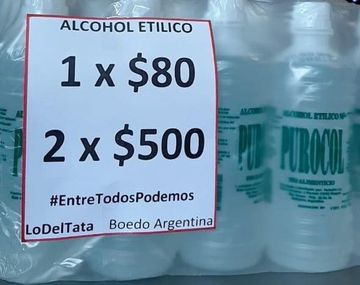 ALCOHOL ETILICO
1 x $80
2 x $500
#EntreTodosPodemos
LoDelTata Boedo Argentina
ALCOHOL ETILICO
PUROCOL